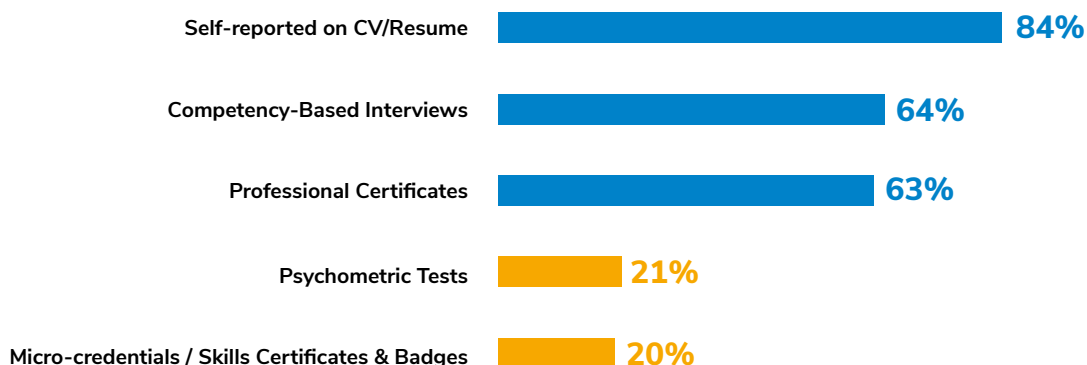 Self-reported on CV/Resume 84%
Competency-Based Interviews 64%
Professional Certificates 63%
Psychometric Tests 21%
Micro-credentials / Skills Certificates & Badges 20%